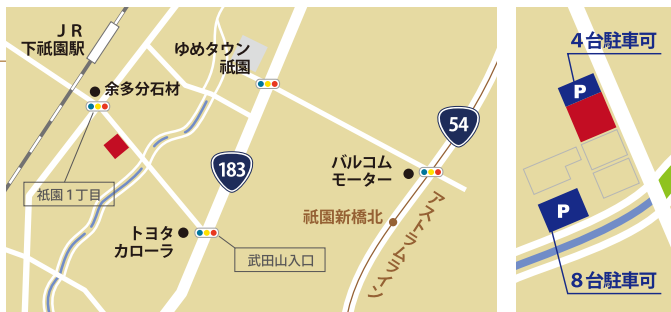 JR
下祇園駅
ゆめタウン
祇園
余多分石材
54
183
バルコム
モーター
祇園1丁目
祇園新橋北
アストラムライン
トヨタ
カローラ
武田山入口
4台駐車可
P
P
8台駐車可